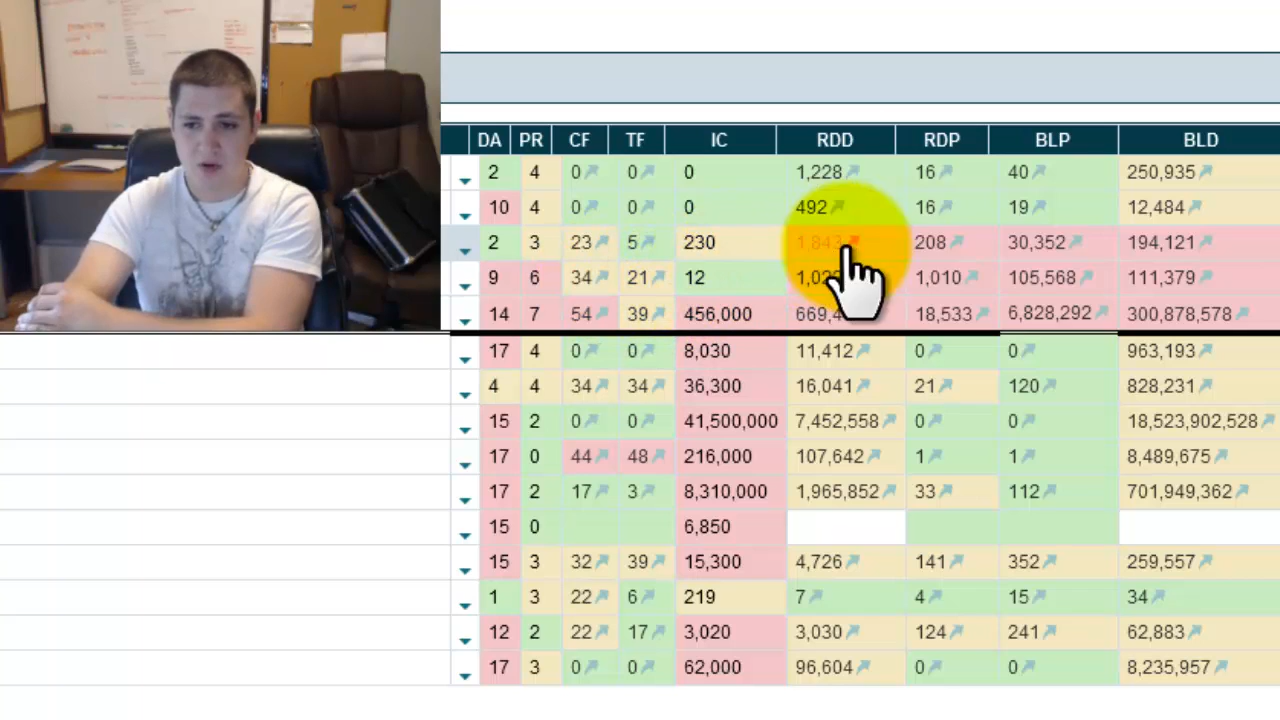 DA PR CF TF IC RDD RDP BLP BLD
2 4 0 0 0 1,228 16 40 250,935
10 4 0 0 0 492 16 19 12,484
2 3 23 5 230 1,843 208 30,352 194,121
9 6 34 21 12 1,010 105,568 111,379
14 7 54 39 456,000 18,533 6,828,292 300,878,578
17 4 0 0 8,030 11,412 0 0 963,193
4 4 34 34 36,300 16,041 21 120 828,231
15 2 0 0 41,500,000 7,452,558 0 0 18,523,902,528
17 0 44 48 216,000 107,642 1 1 8,489,675
17 2 17 3 8,310,000 1,965,852 33 112 701,949,362
15 0 6,850
15 3 32 39 15,300 4,726 141 352 259,557
1 3 22 6 219 7 4 15 34
12 2 22 17 3,020 3,030 124 241 62,883
17 3 0 0 62,000 96,604 0 0 8,235,957